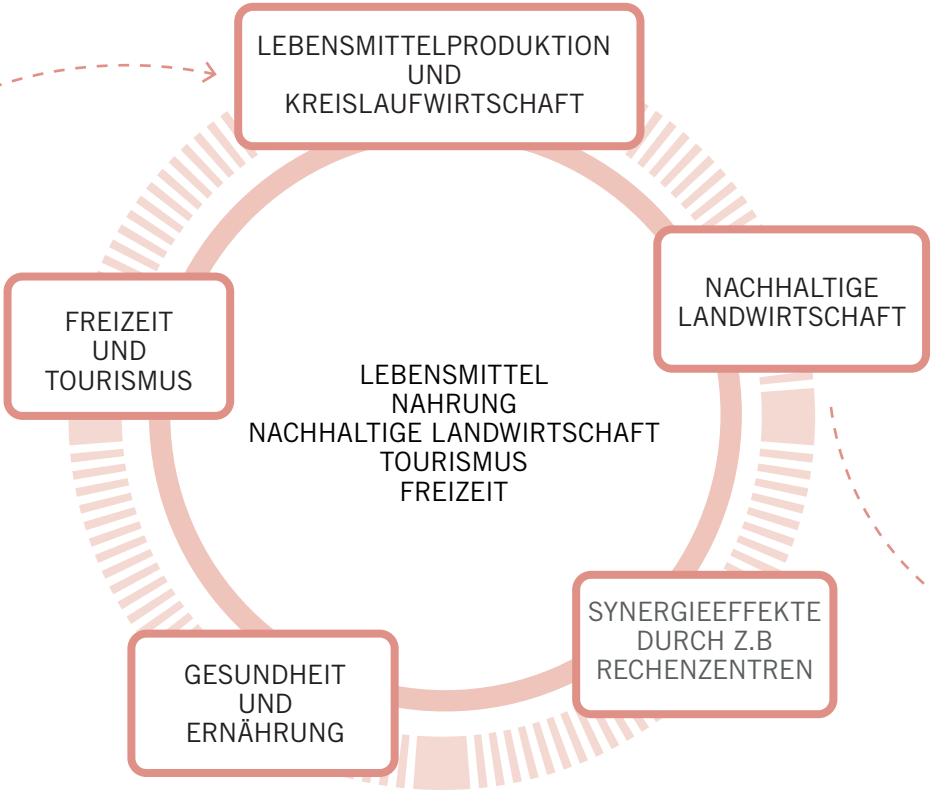 LEBENSMITTELPRODUKTION
UND
KREISLAUFWIRTSCHAFT
NACHHALTIGE
LANDWIRTSCHAFT
FREIZEIT
UND
TOURISMUS
LEBENSMITTEL
NAHRUNG
NACHHALTIGE LANDWIRTSCHAFT
TOURISMUS
FREIZEIT
SYNERGIEEFFEKTE
DURCH Z.B
RECHENZENTREN
GESUNDHEIT
UND
ERNÄHRUNG